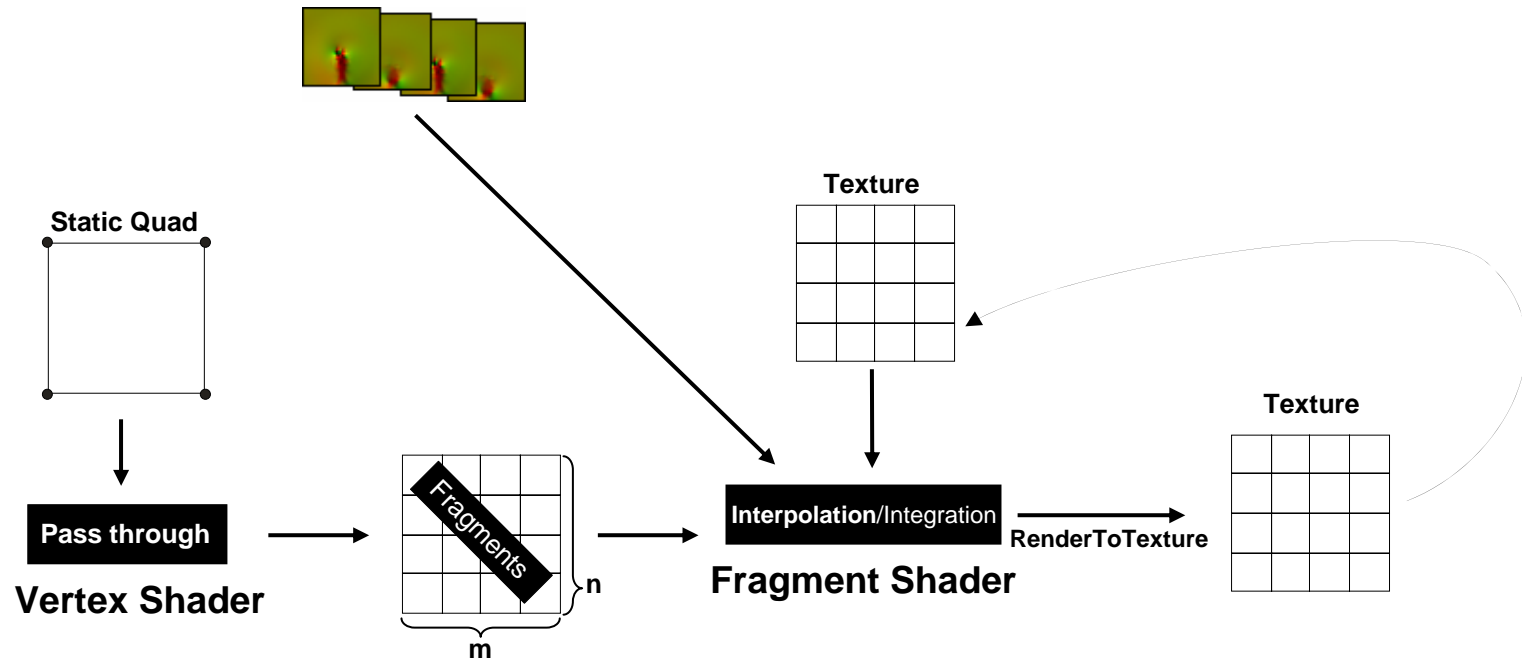 Texture
Static Quad
Texture
Fragments
Pass through
Interpolation/Integration
RenderToTexture
n
Vertex Shader
Fragment Shader
m